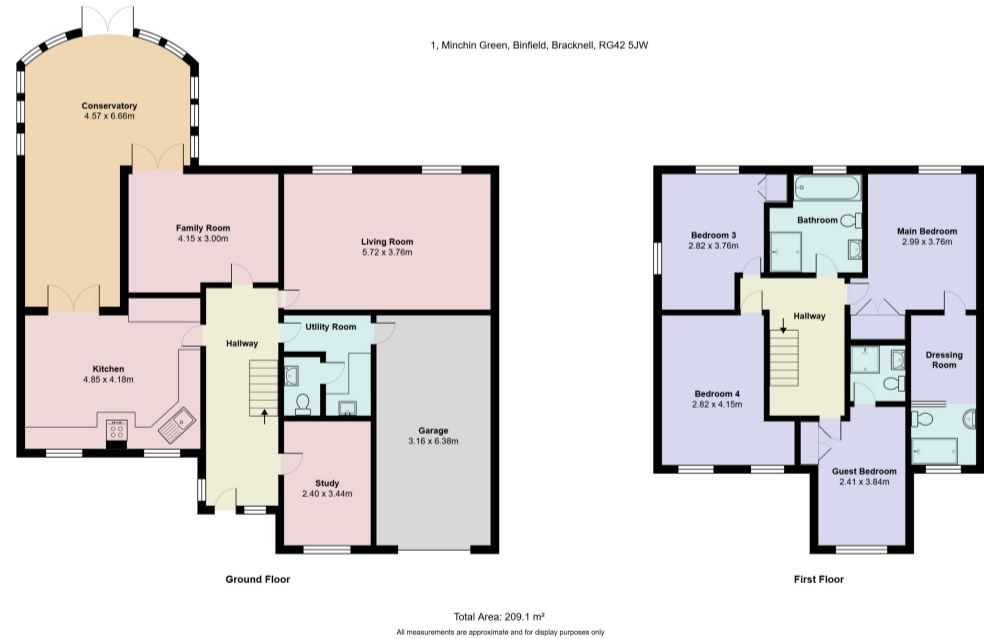 1, Minchin Green, Binfield, Bracknell, RG42 5JW
Conservatory
4.57 x 6.66m
Family Room
4.15 x 3.00m
Living Room
5.72 x 3.76m
Hallway
Utility Room
Kitchen
4.85 x 4.18m
Garage
3.16 x 6.38m
Study
2.40 x 3.44m
Ground Floor
Bedroom 3
2.82 x 3.76m
Bathroom
Main Bedroom
2.99 x 3.76m
Hallway
Dressing
Room
Bedroom 4
2.82 x 4.15m
Guest Bedroom
2.41 x 3.84m
First Floor
Total Area: 209.1 m²
All measurements are approximate and for display purposes only